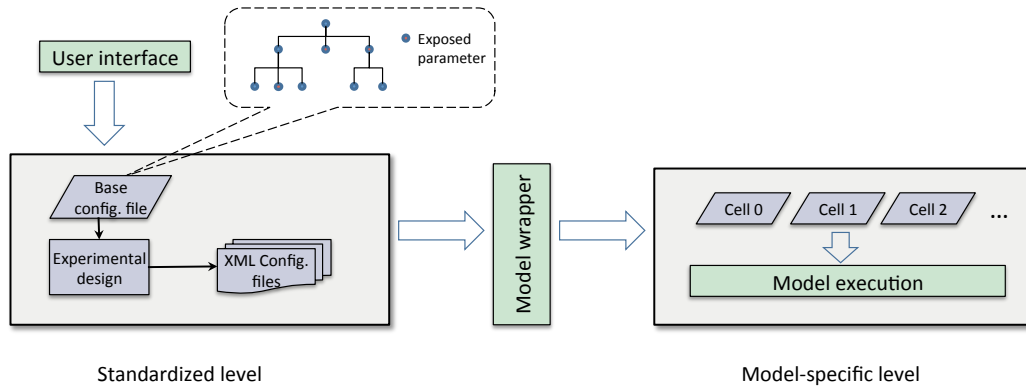 User interface
Exposed
parameter
Base
config. file
Experimental
design
XML Config.
files
Model wrapper
Cell 0
Cell 1
Cell 2
...
Model execution
Standardized level
Model-specific level